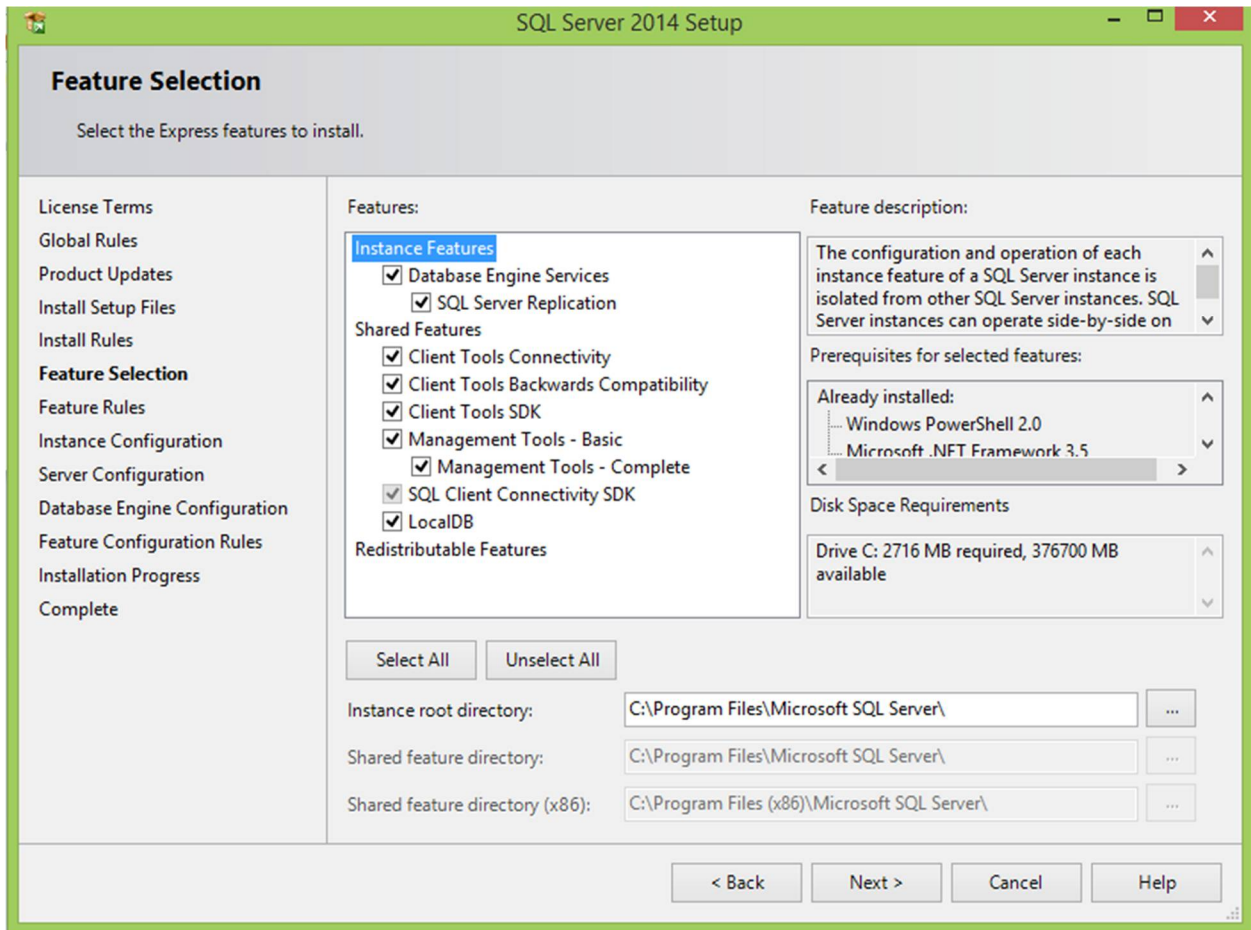 SQL Server 2014 Setup
Feature Selection
Select the Express features to install.
License Terms
Global Rules
Product Updates
Install Setup Files
Install Rules
Feature Selection
Feature Rules
Instance Configuration
Server Configuration
Database Engine Configuration
Feature Configuration Rules
Installation Progress
Complete
Features:
Instance Features
Database Engine Services
SQL Server Replication
Shared Features
Client Tools Connectivity
Client Tools Backwards Compatibility
Client Tools SDK
Management Tools - Basic
Management Tools - Complete
SQL Client Connectivity SDK
LocalDB
Redistributable Features
Feature description:
The configuration and operation of each
instance feature of a SQL Server instance is
isolated from other SQL Server instances. SQL
Server instances can operate side-by-side on
Prerequisites for selected features:
Already installed:
Windows PowerShell 2.0
Microsoft .NET Framework 3.5
Disk Space Requirements
Drive C: 2716 MB required, 376700 MB
available
Select All
Unselect All
Instance root directory:
C:\Program Files\Microsoft SQL Server\
...
Shared feature directory:
C:\Program Files\Microsoft SQL Server\
...
Shared feature directory (x86):
C:\Program Files (x86)\Microsoft SQL Server\
...
< Back
Next >
Cancel
Help